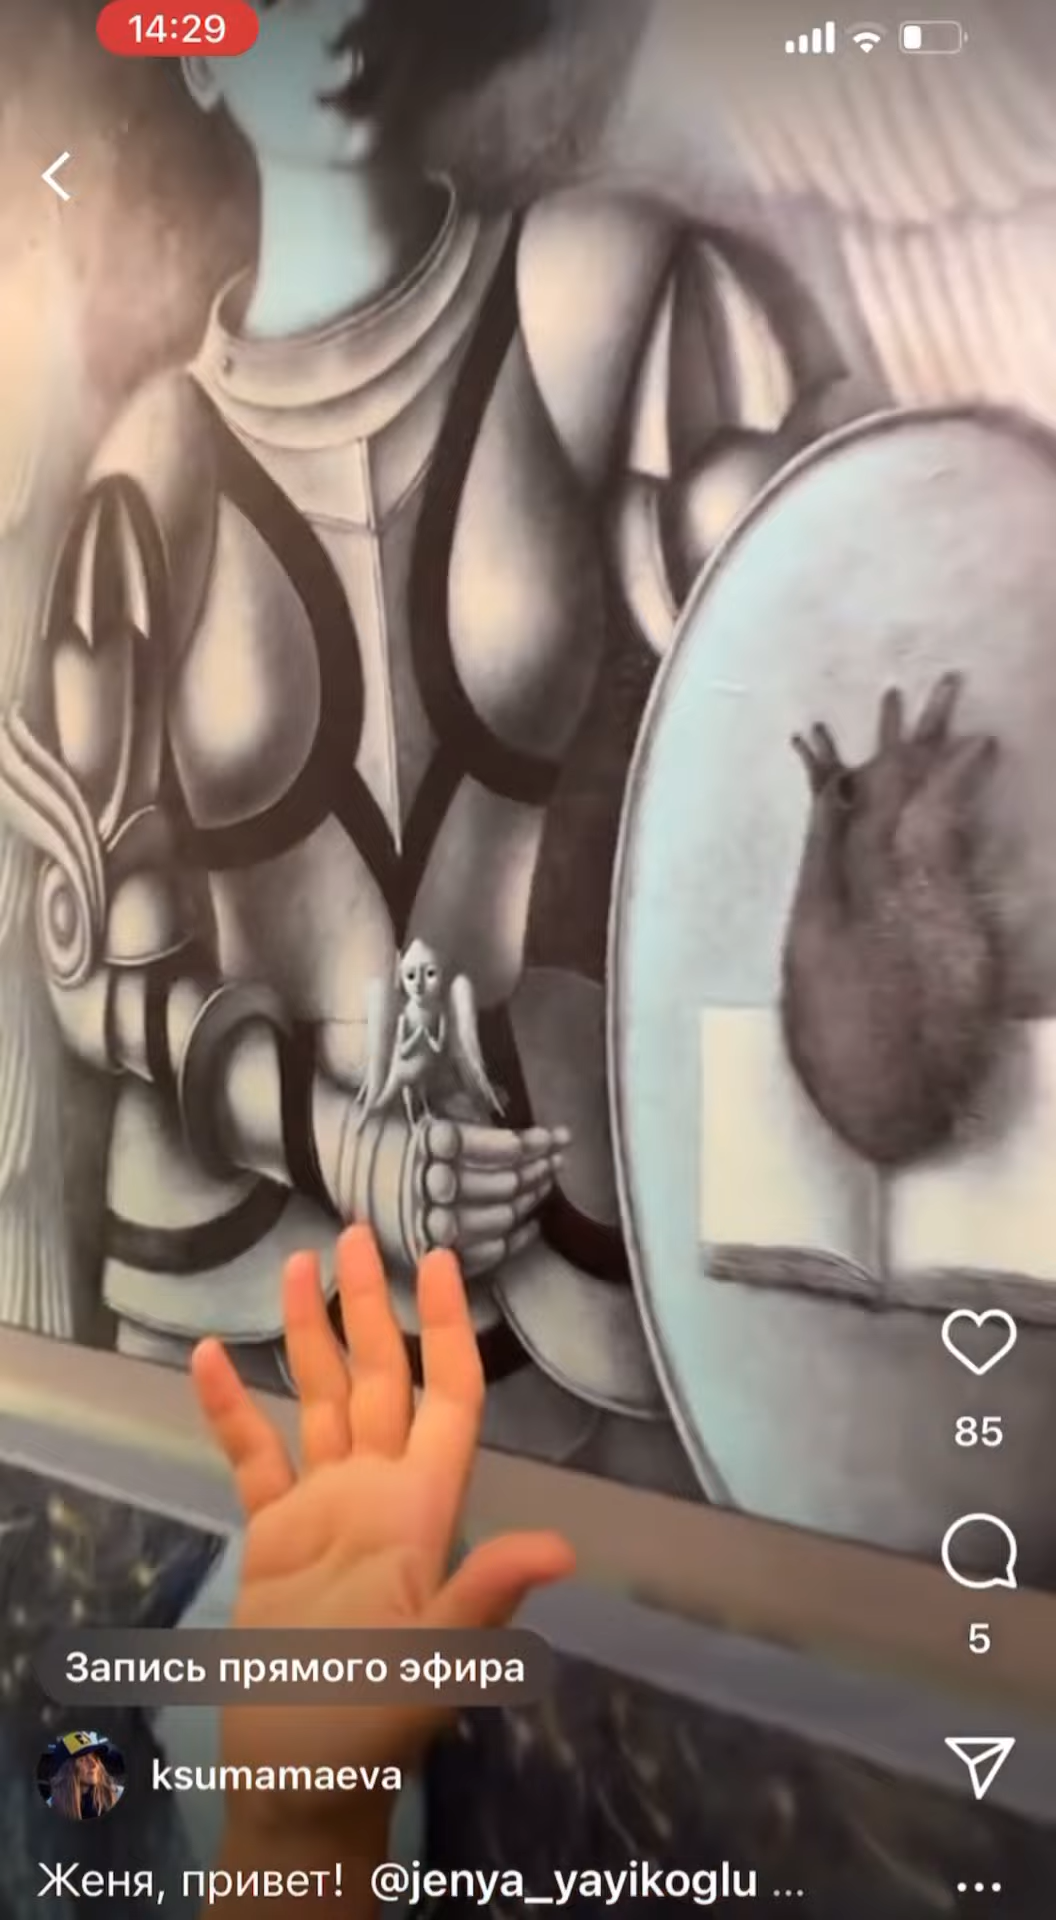 14:29
85
5
Запись прямого эфира
ksumamaeva
Женя, привет! @jenya_yayikoglu ...